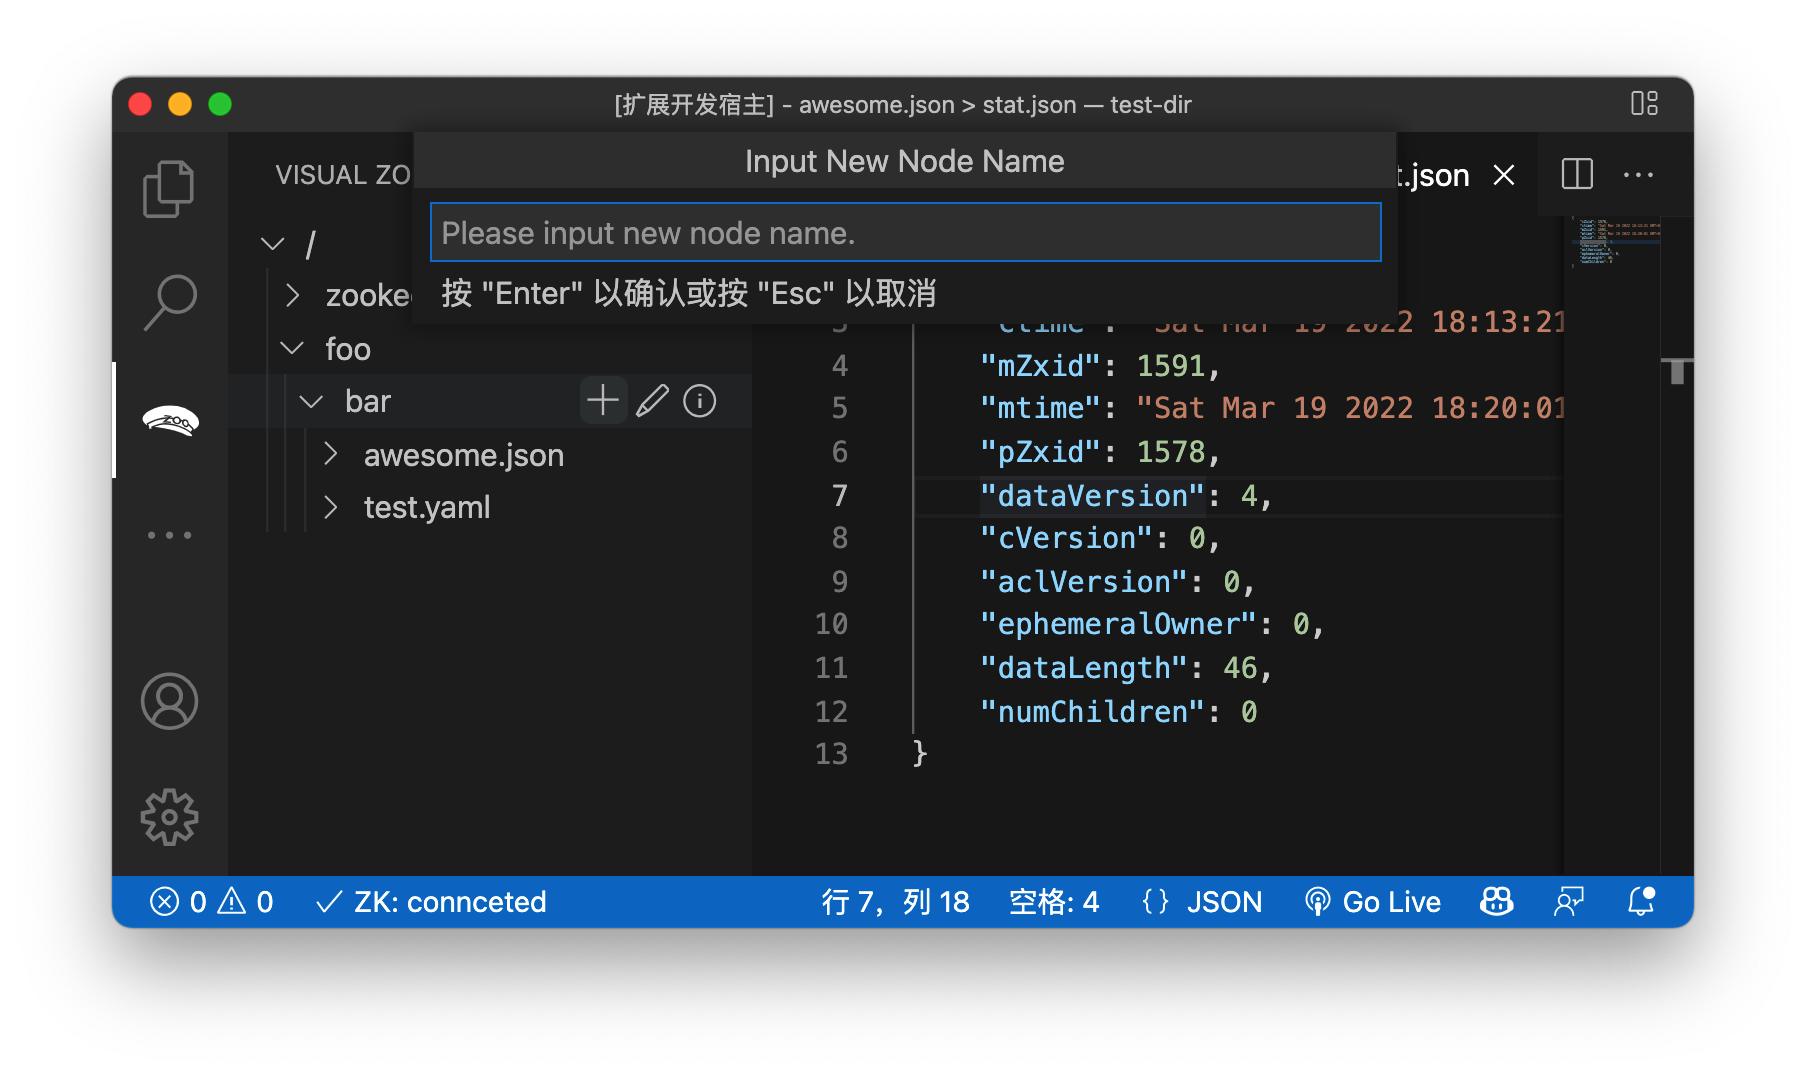 [扩展开发宿主] - awesome.json > stat.json — test-dir
VISUAL ZO
Input New Node Name
t.json
Please input new node name.
按 "Enter" 以确认或按 "Esc" 以取消
/
zooke
foo
bar
awesome.json
test.yaml
ZOO
3 "ctime": "Sat Mar 19 2022 18:13:21
4 "mZxid": 1591,
5 "mtime": "Sat Mar 19 2022 18:20:01
6 "pZxid": 1578,
7 "dataVersion": 4,
8 "cVersion": 0,
9 "aclVersion": 0,
10 "ephemeralOwner": 0,
11 "dataLength": 46,
12 "numChildren": 0
13 }
0 0 ZK: connceted 行 7，列 18 空格: 4 {} JSON Go Live